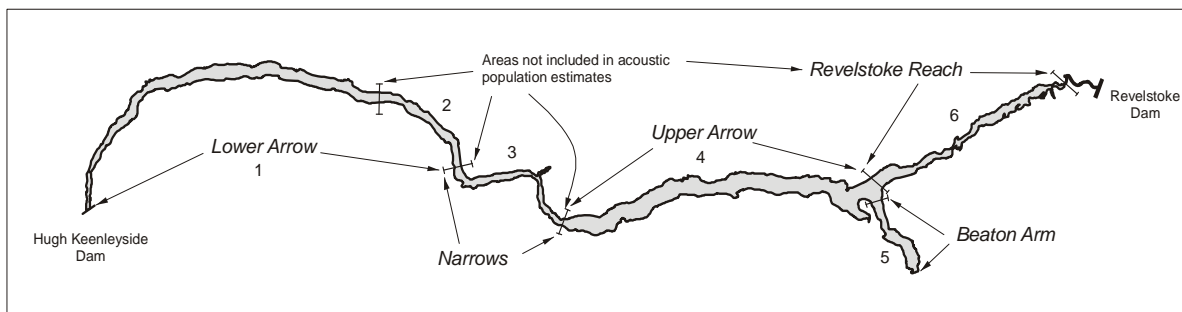 Areas not included in acoustic
population estimates
Revelstoke Reach
Revelstoke
Dam
2
6
Lower Arrow
1
3
Upper Arrow
4
Hugh Keenleyside
Dam
Narrows
5
Beaton Arm